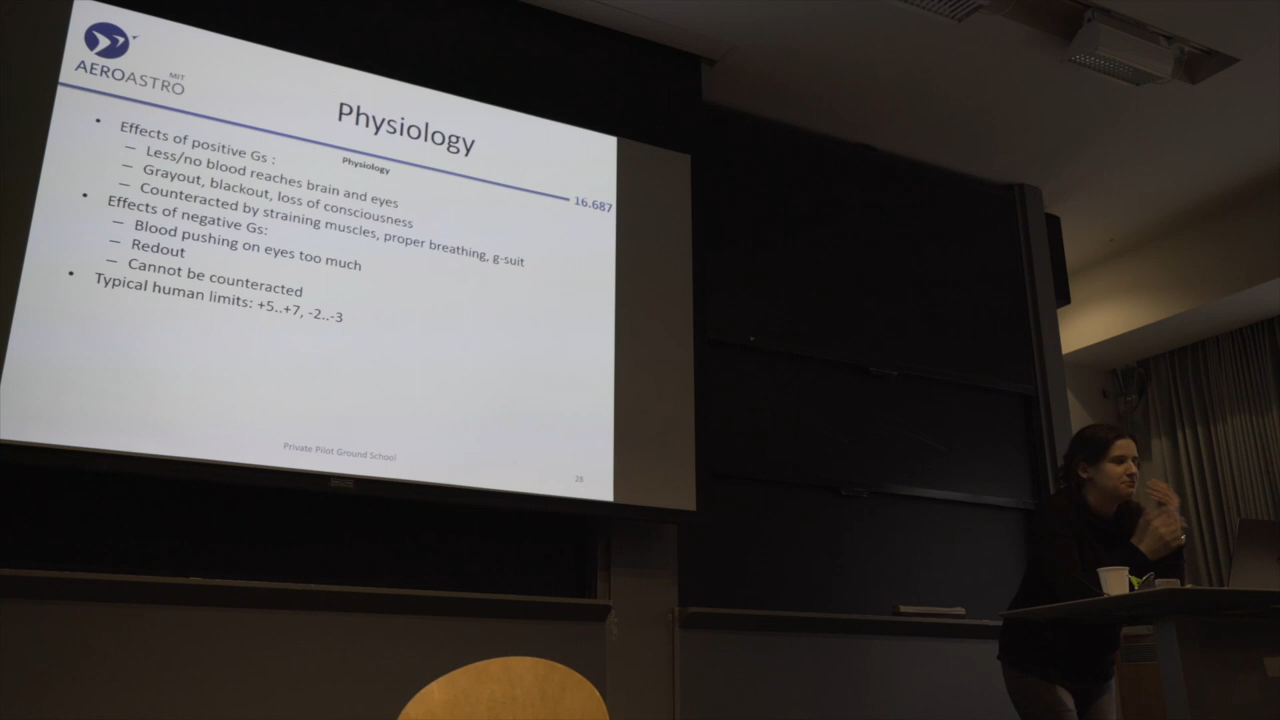 MIT
AEROASTRO
Physiology
Physiology
16.687
• Effects of positive Gs :
– Less/no blood reaches brain and eyes
– Grayout, blackout, loss of consciousness
– Counteracted by straining muscles, proper breathing, g-suit
• Effects of negative Gs:
– Blood pushing on eyes too much
– Redout
– Cannot be counteracted
• Typical human limits: +5..+7, -2..-3
Private Pilot Ground School
28